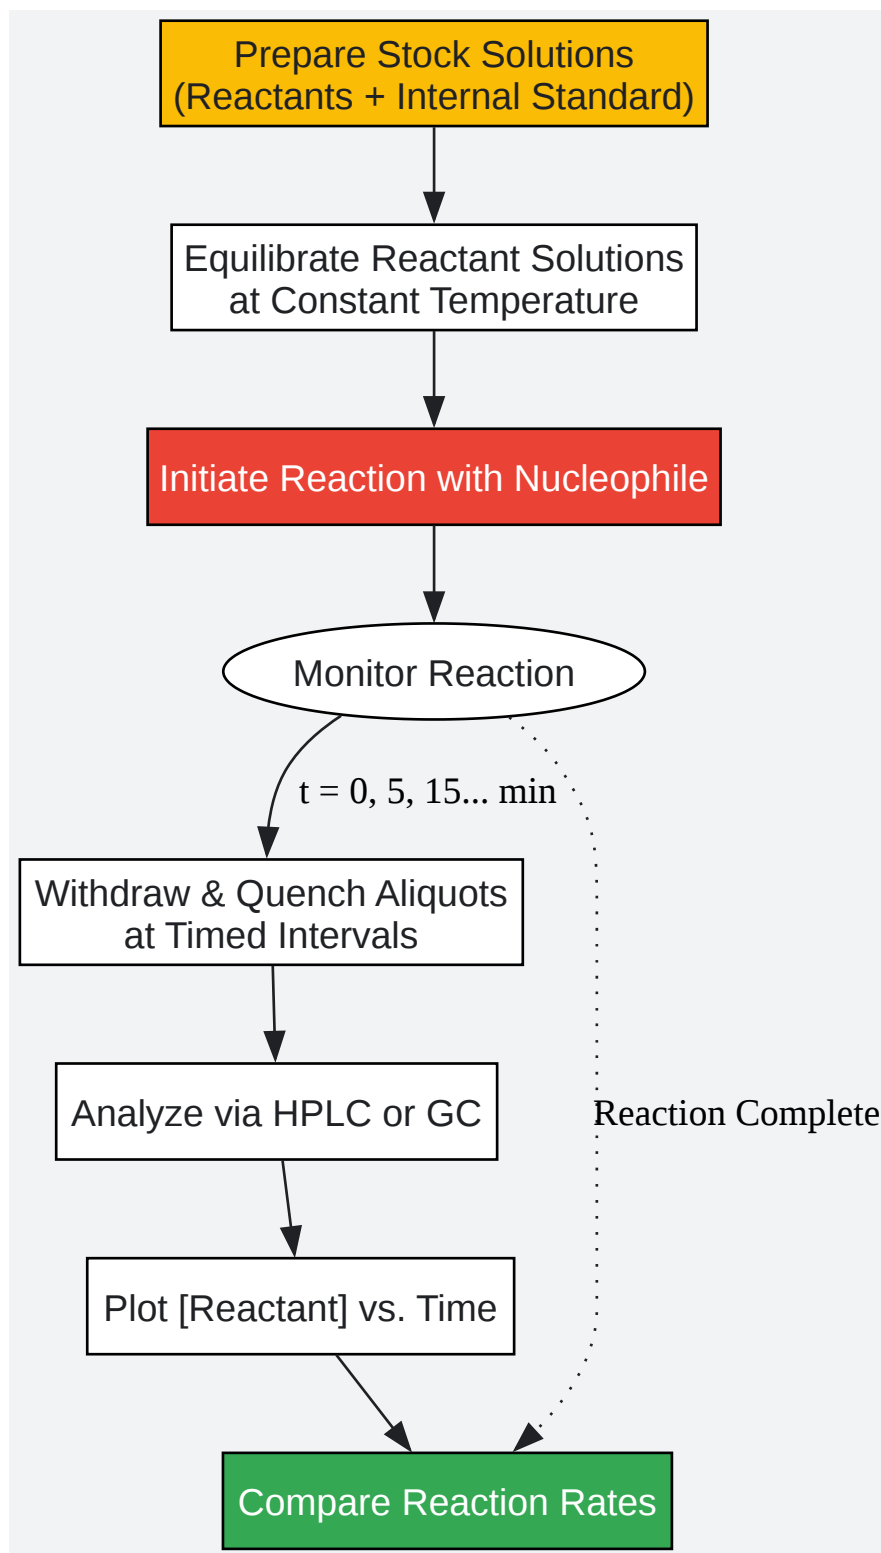 Prepare Stock Solutions
(Reactants + Internal Standard)
Equilibrate Reactant Solutions
at Constant Temperature
Initiate Reaction with Nucleophile
Monitor Reaction
t = 0, 5, 15... min
Withdraw & Quench Aliquots
at Timed Intervals
Analyze via HPLC or GC
Reaction Complete
Plot [Reactant] vs. Time
Compare Reaction Rates